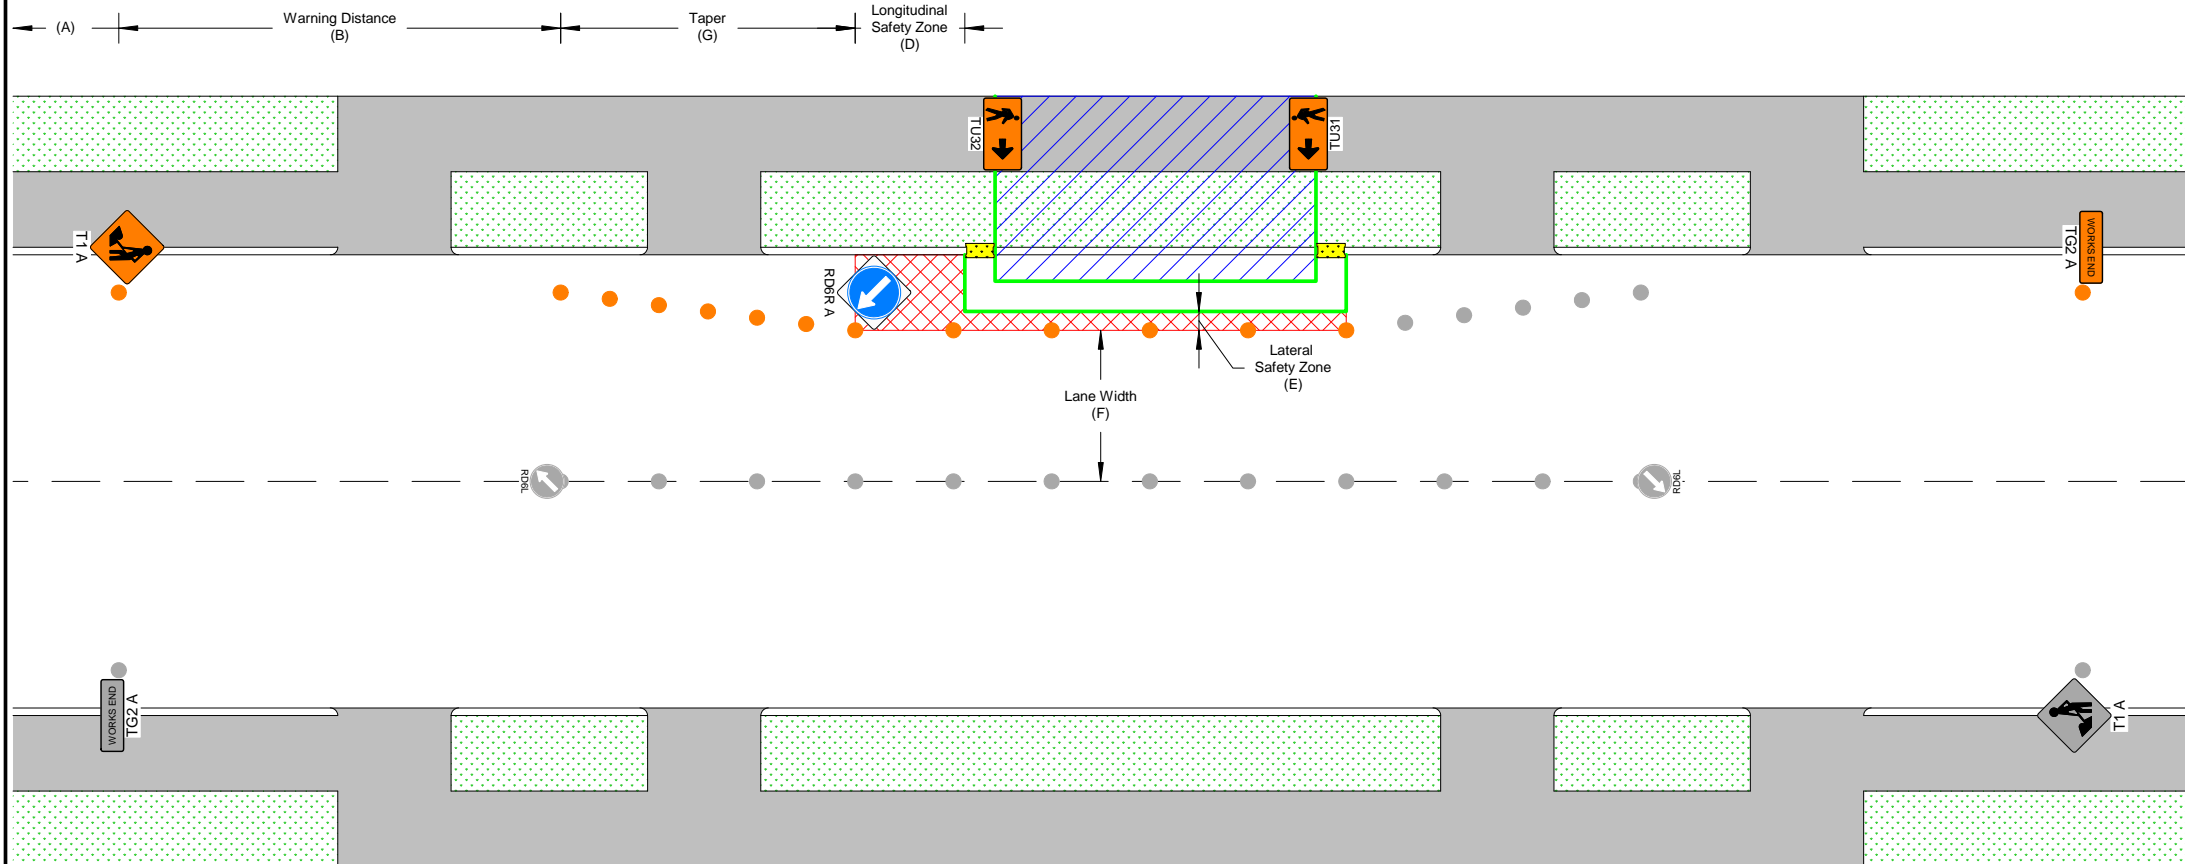 (A)
Warning Distance
(B)
Taper
(G)
Longitudinal
Safety Zone
(D)
TU32
TU31
T1 A
WORKS END
TG2 A
RD6R A
Lateral
Safety Zone
(E)
Lane Width
(F)
RD6L
RD6L
WORKS END
TG2 A
T1 A